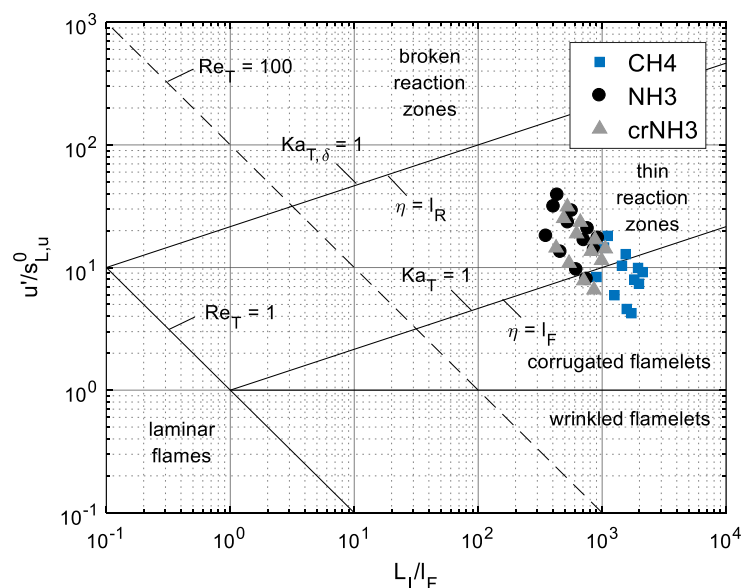 10^3
10^2
10^1
10^0
10^-1
u'/s^0_{L,u}
broken
reaction
zones
Re_T = 100
CH4
NH3
crNH3
Ka_{T,δ} = 1
η = l_R
thin
reaction
zones
Ka_T = 1
Re_T = 1
η = l_F
corrugated flamelets
wrinkled flamelets
laminar
flames
10^-1 10^0 10^1 10^2 10^3 10^4
L_I/l_F